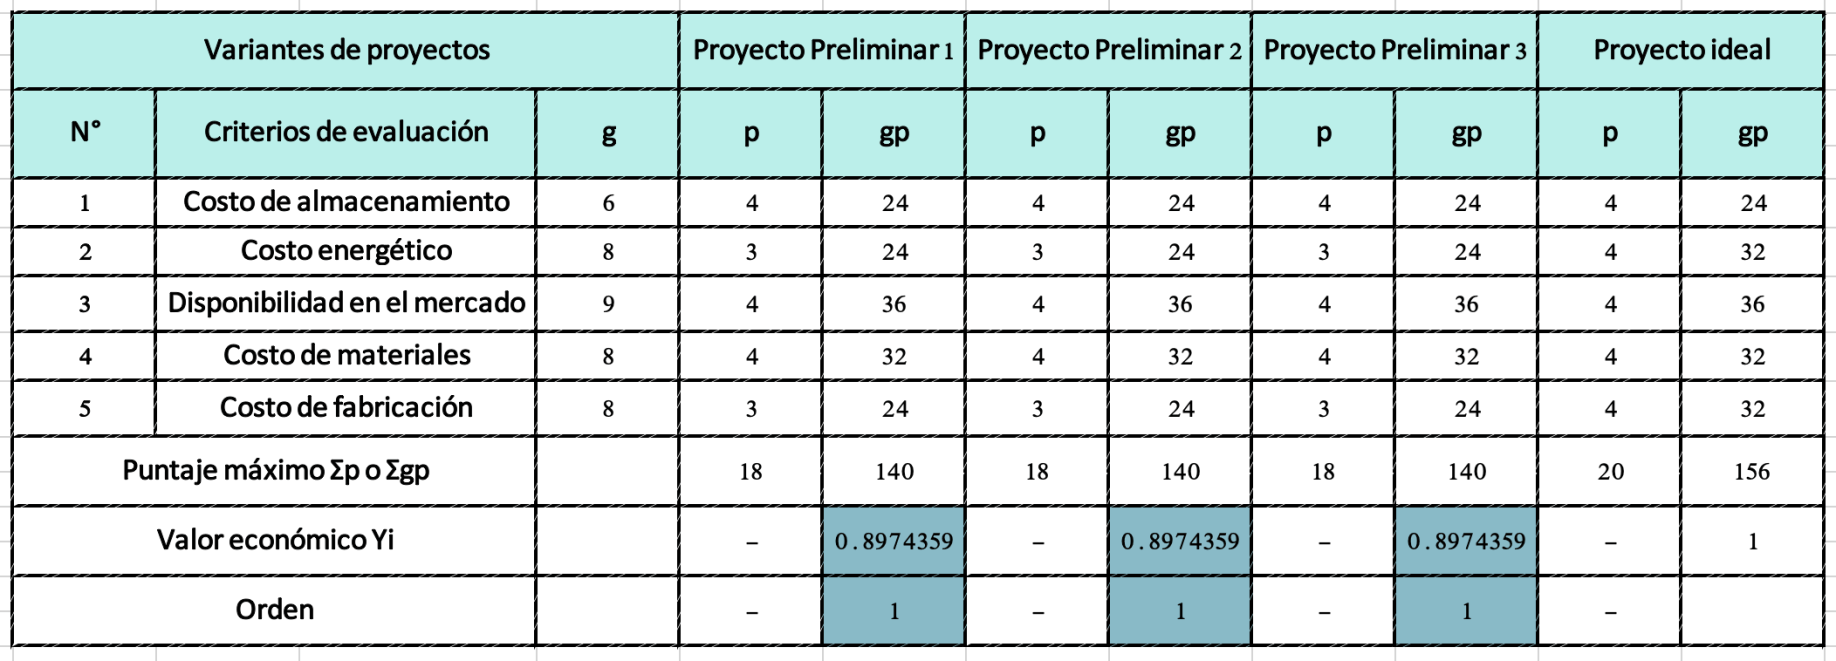 Variantes de proyectos Proyecto Preliminar 1 Proyecto Preliminar 2 Proyecto Preliminar 3 Proyecto ideal
N° Criterios de evaluación g p gp p gp p gp p gp
1 Costo de almacenamiento 6 4 24 4 24 4 24 4 24
2 Costo energético 8 3 24 3 24 3 24 4 32
3 Disponibilidad en el mercado 9 4 36 4 36 4 36 4 36
4 Costo de materiales 8 4 32 4 32 4 32 4 32
5 Costo de fabricación 8 3 24 3 24 3 24 4 32
Puntaje máximo Σp o Σgp 18 140 18 140 18 140 20 156
Valor económico Yi – 0.8974359 – 0.8974359 – 0.8974359 – 1
Orden – 1 – 1 – 1 –